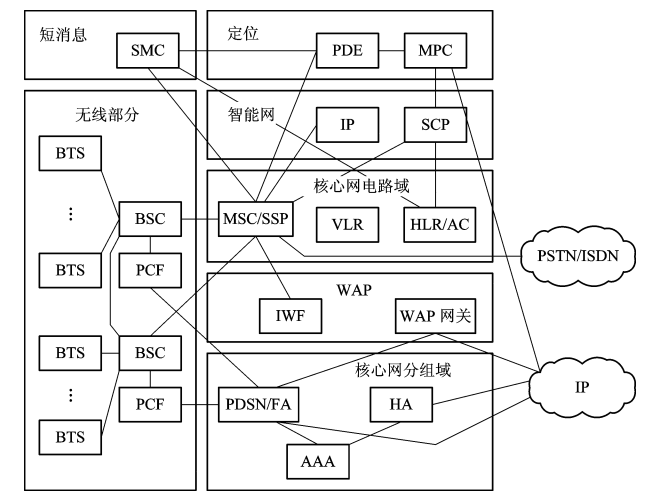 短消息
SMC
定位
PDE
MPC
无线部分
BTS
...
BTS
BSC
PCF
BTS
...
BTS
BSC
PCF
智能网
IP
SCP
核心网电路域
MSC/SSP
VLR
HLR/AC
PSTN/ISDN
WAP
IWF
WAP 网关
核心网分组域
PDSN/FA
HA
AAA
IP